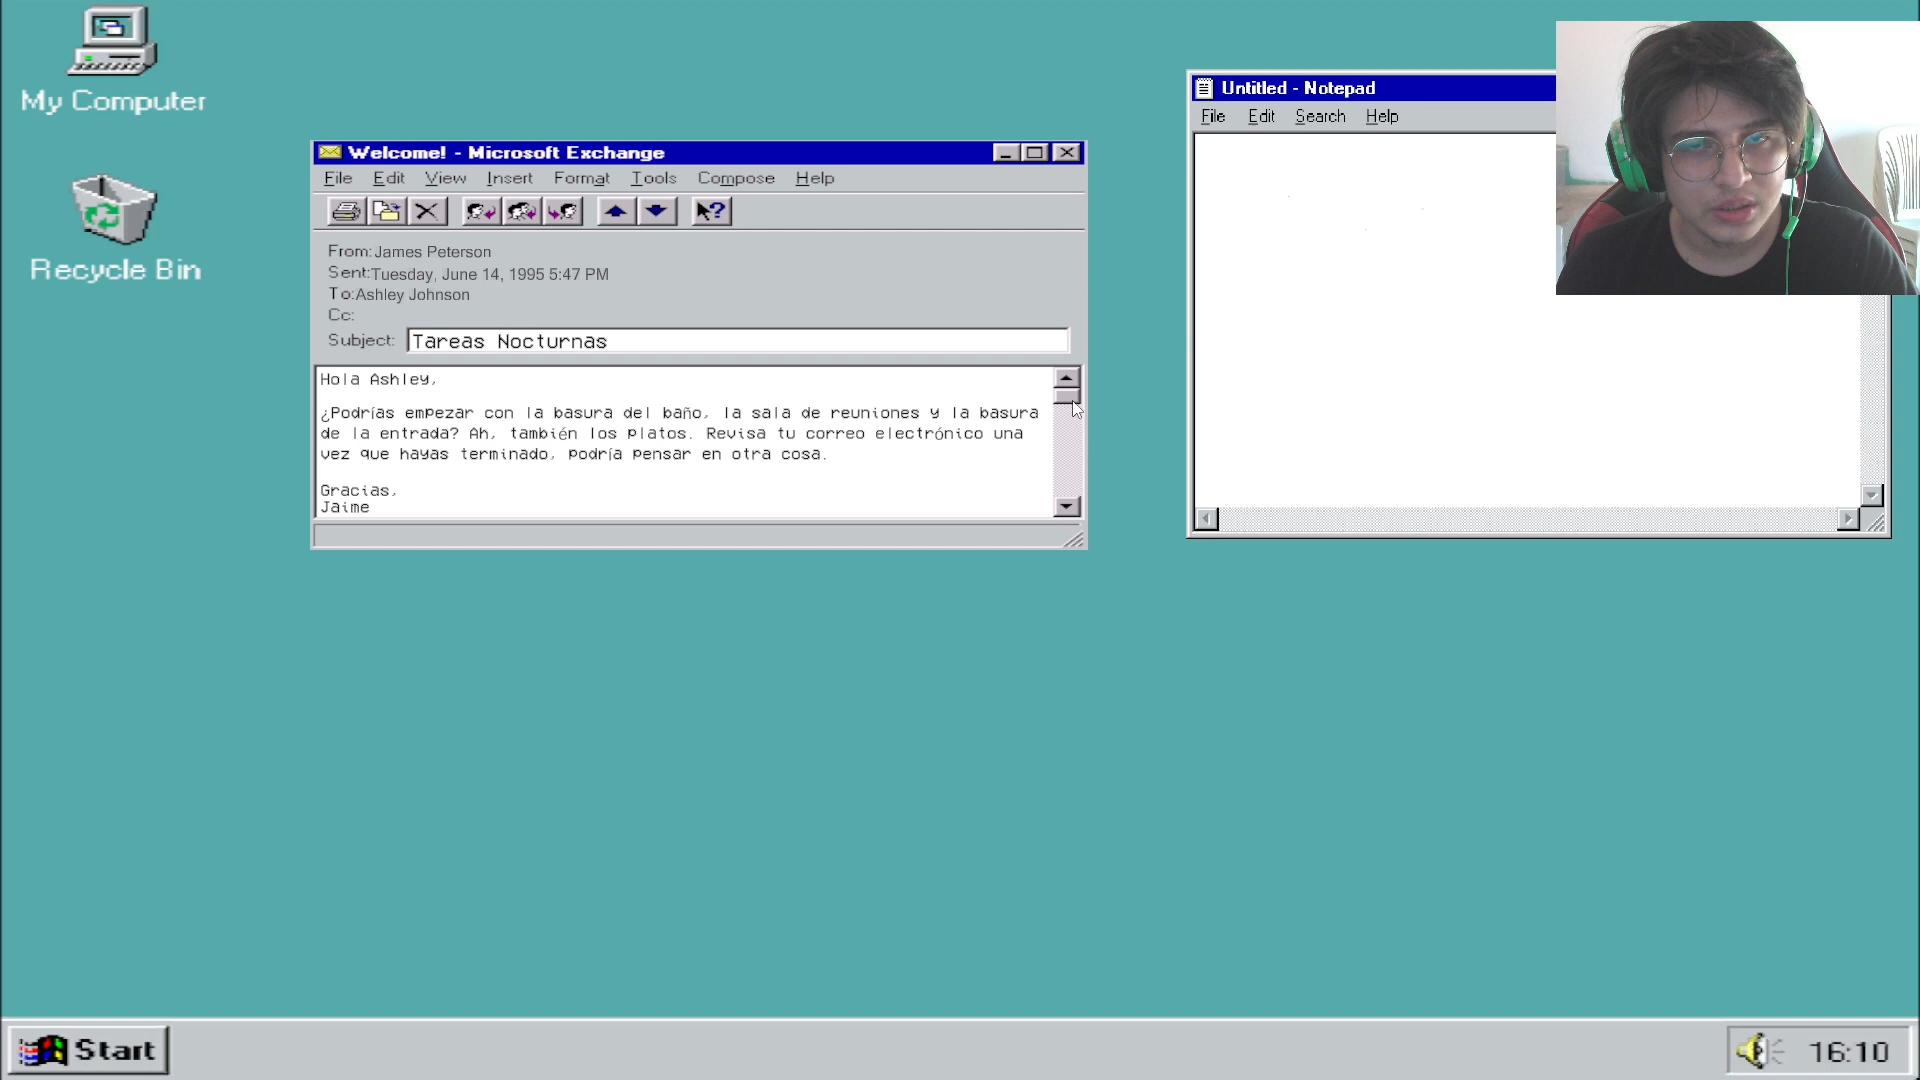 My Computer
Recycle Bin
Welcome! - Microsoft Exchange
File Edit View Insert Format Tools Compose Help
From: James Peterson
Sent: Tuesday, June 14, 1995 5:47 PM
To: Ashley Johnson
Cc:
Subject: Tareas Nocturnas
Hola Ashley,
¿Podrías empezar con la basura del baño, la sala de reuniones y la basura
de la entrada? Ah, también los platos. Revisa tu correo electrónico una
vez que hayas terminado, podría pensar en otra cosa.
Gracias,
Jaime
Untitled - Notepad
File Edit Search Help
Start
16:10